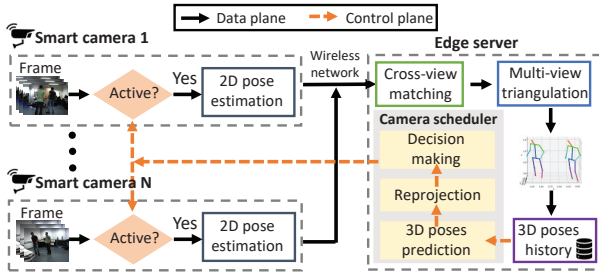 Data plane
Control plane
Smart camera 1
Frame
Active?
Yes
2D pose
estimation
Wireless
network
Edge server
Cross-view
matching
Multi-view
triangulation
Camera scheduler
Decision
making
Reprojection
3D poses
prediction
3D poses
history
Smart camera N
Frame
Active?
Yes
2D pose
estimation